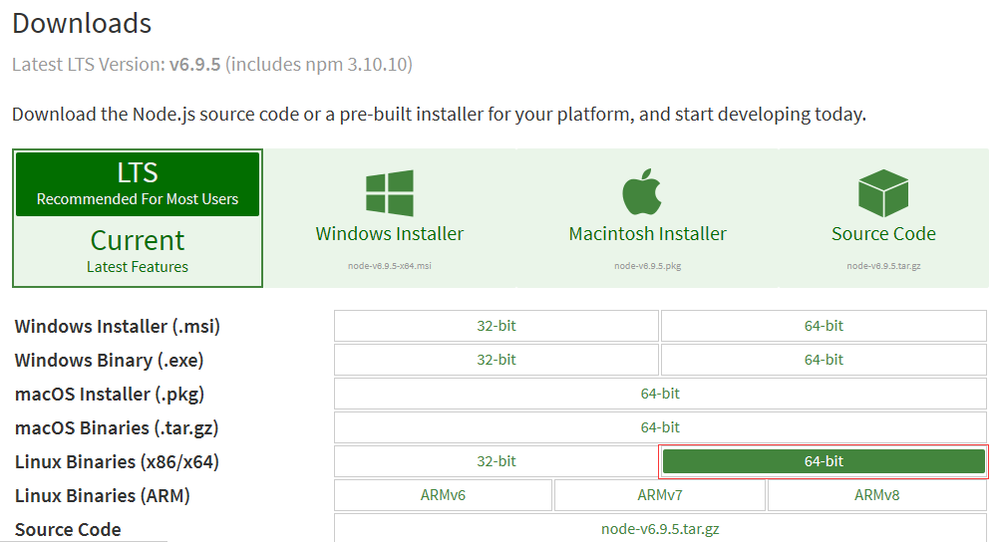 Downloads
Latest LTS Version: v6.9.5 (includes npm 3.10.10)
Download the Node.js source code or a pre-built installer for your platform, and start developing today.
LTS
Recommended For Most Users
Current
Latest Features
Windows Installer
node-v6.9.5-x64.msi
Macintosh Installer
node-v6.9.5.pkg
Source Code
node-v6.9.5.tar.gz
Windows Installer (.msi) 32-bit 64-bit
Windows Binary (.exe) 32-bit 64-bit
macOS Installer (.pkg) 64-bit
macOS Binaries (.tar.gz) 64-bit
Linux Binaries (x86/x64) 32-bit 64-bit
Linux Binaries (ARM) ARMv6 ARMv7 ARMv8
Source Code node-v6.9.5.tar.gz